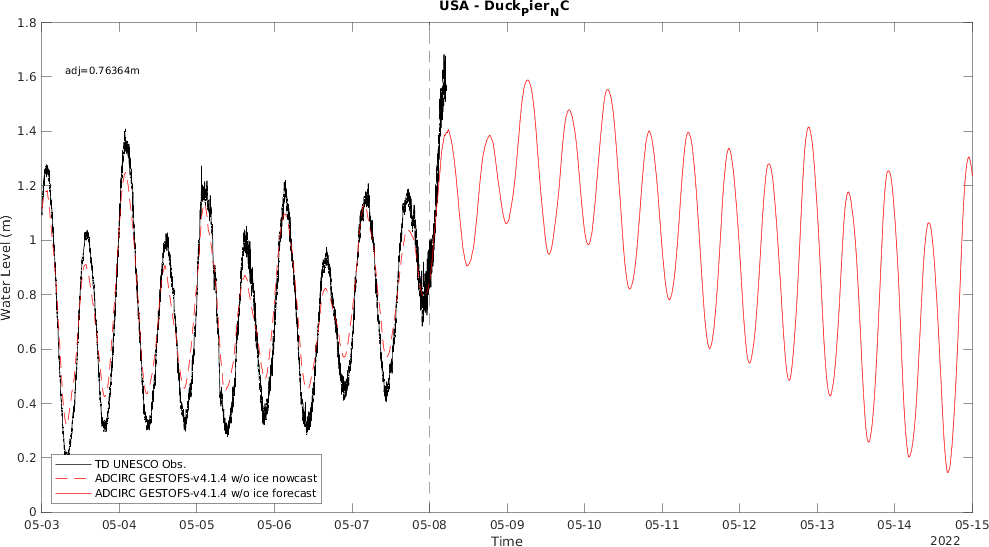 USA - Duck_Pier_NC
adj=0.76364m
1.8
1.6
1.4
1.2
1
0.8
0.6
0.4
0.2
0
Water Level (m)
TD UNESCO Obs.
ADCIRC GESTOFS-v4.1.4 w/o ice nowcast
ADCIRC GESTOFS-v4.1.4 w/o ice forecast
05-03 05-04 05-05 05-06 05-07 05-08 05-09 05-10 05-11 05-12 05-13 05-14 05-15
Time
2022